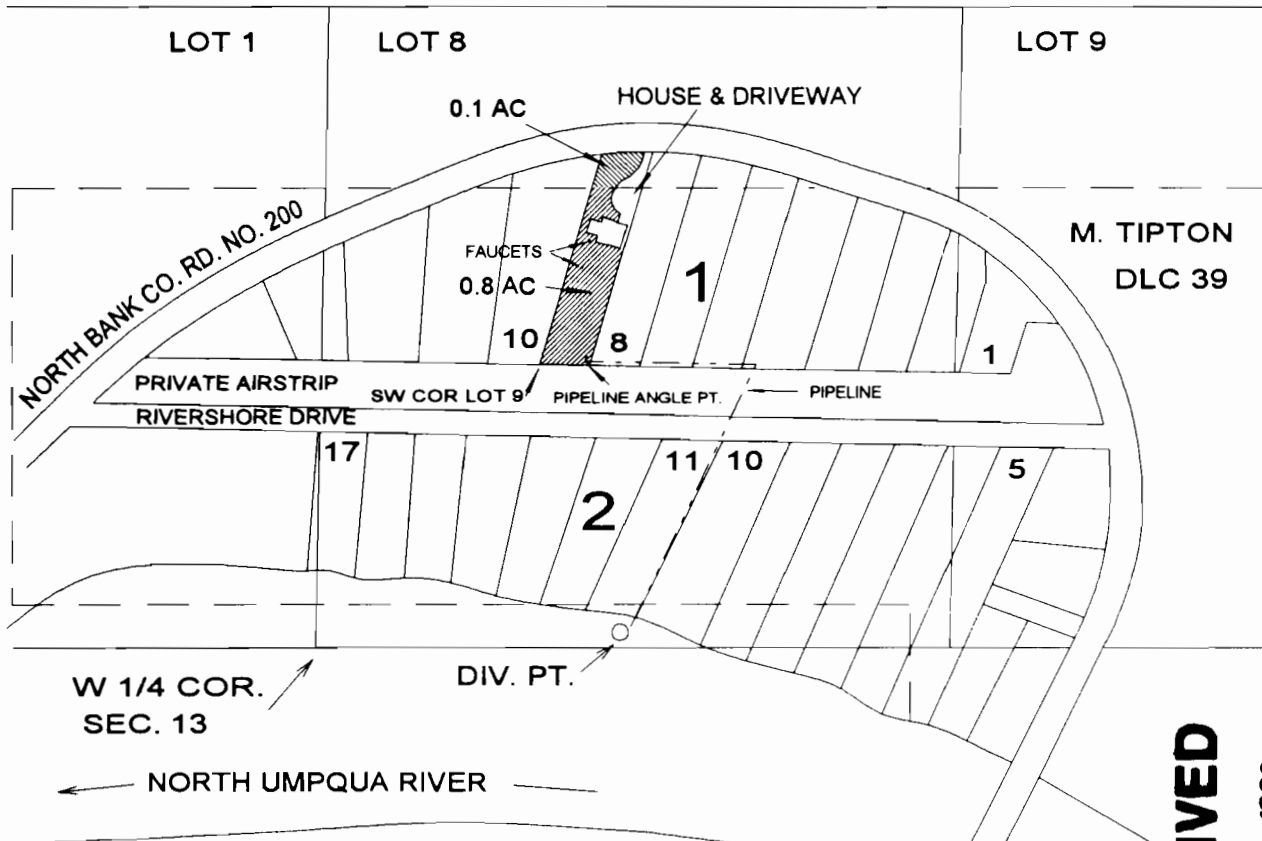 LOT 1
LOT 8
LOT 9
0.1 AC
HOUSE & DRIVEWAY
M. TIPTON
DLC 39
NORTH BANK CO. RD. NO. 200
FAUCETS
0.8 AC
1
10
8
1
PRIVATE AIRSTRIP
SW COR LOT 9
PIPELINE ANGLE PT.
PIPELINE
RIVERSHORE DRIVE
17
11
10
5
2
W 1/4 COR.
SEC. 13
DIV. PT.
NORTH UMPQUA RIVER
IVED